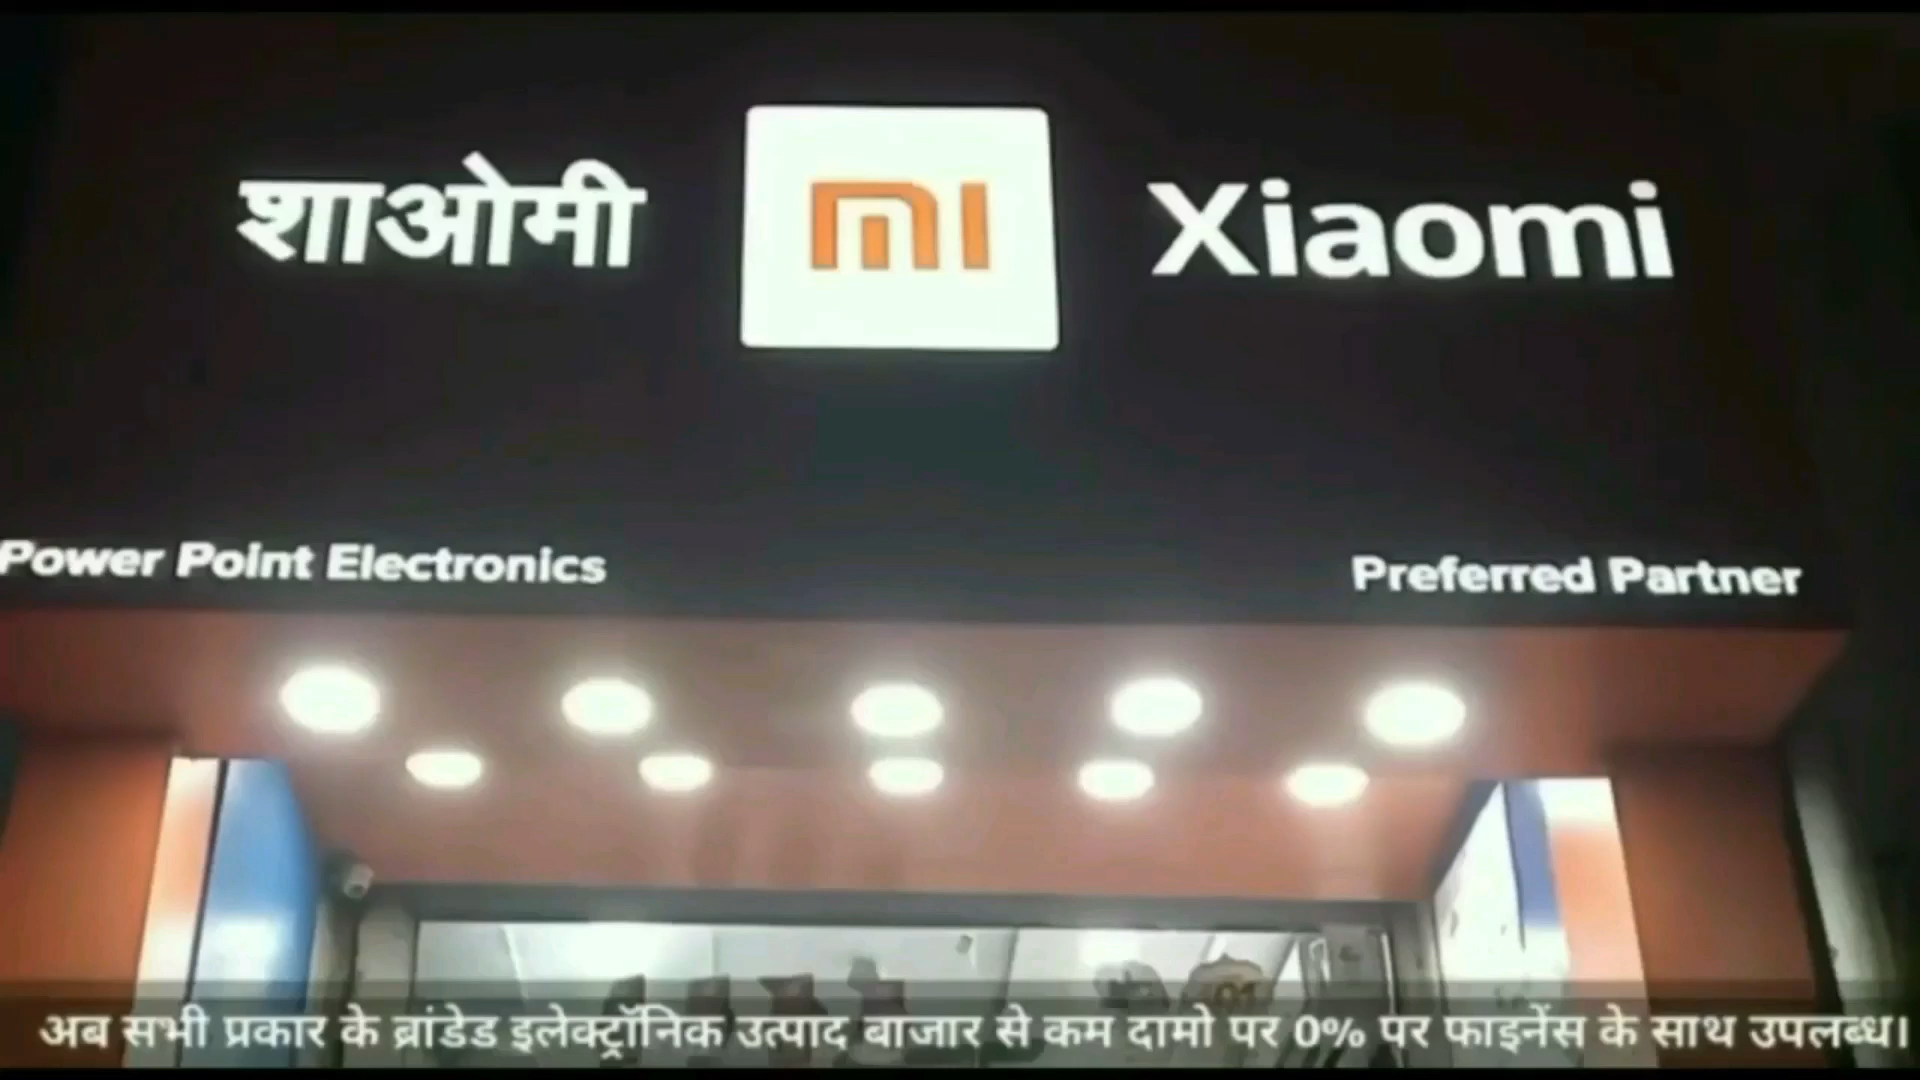 शाओमी mi Xiaomi
Power Point Electronics Preferred Partner
अब सभी प्रकार के ब्रांडेड इलेक्ट्रॉनिक उत्पाद बाजार से कम दामो पर 0% पर फाइनेंस के साथ उपलब्ध।